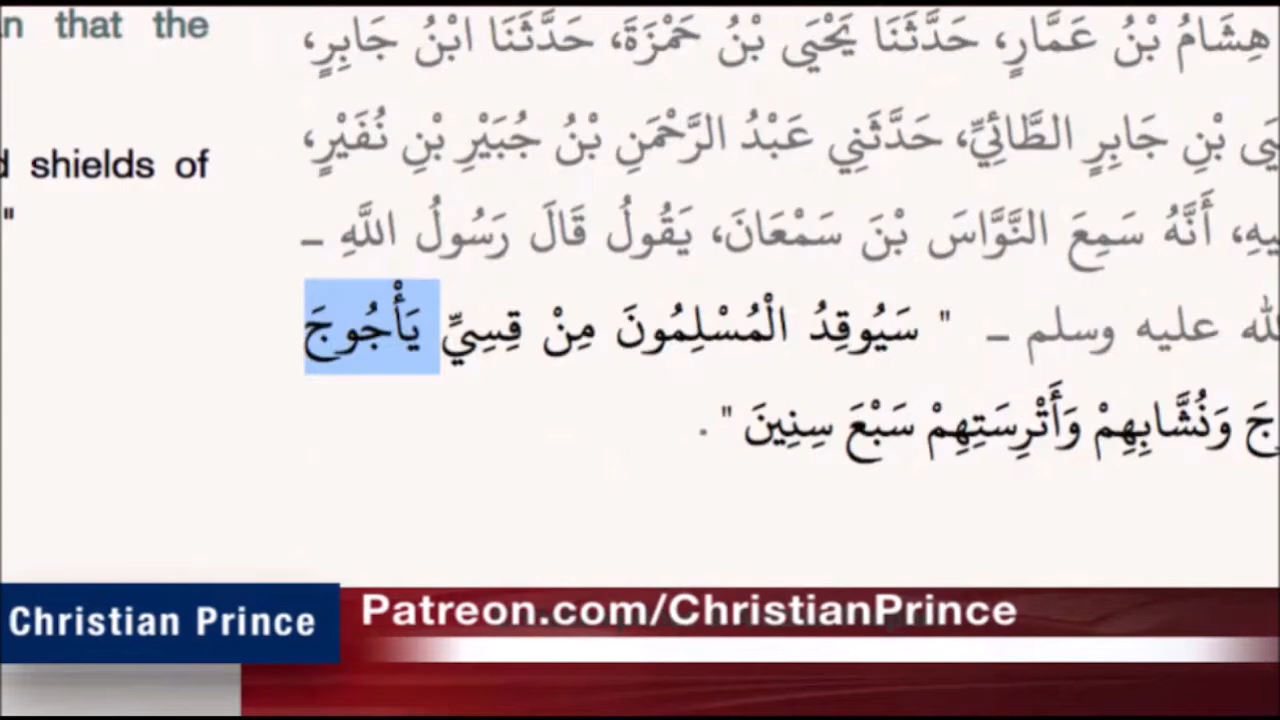 n that the
d shields of
"
هِشَامُ بْنُ عَمَّارٍ، حَدَّثَنَا يَحْيَى بْنُ حَمْزَةَ، حَدَّثَنَا ابْنُ جَابِرٍ،
يَى بْنِ جَابِرٍ الطَّائِيِّ، حَدَّثَنِي عَبْدُ الرَّحْمَنِ بْنُ جُبَيْرِ بْنِ نُفَيْرٍ،
يهِ، أَنَّهُ سَمِعَ النَّوَّاسَ بْنَ سَمْعَانَ، يَقُولُ قَالَ رَسُولُ اللَّهِ ـ
لله عليه وسلم ـ " سَيُوقِدُ الْمُسْلِمُونَ مِنْ قِسِيِّ يَأْجُوجَ
جَ وَنُشَّابِهِمْ وَأَتْرِسَتِهِمْ سَبْعَ سِنِينَ " .
Christian Prince
Patreon.com/ChristianPrince